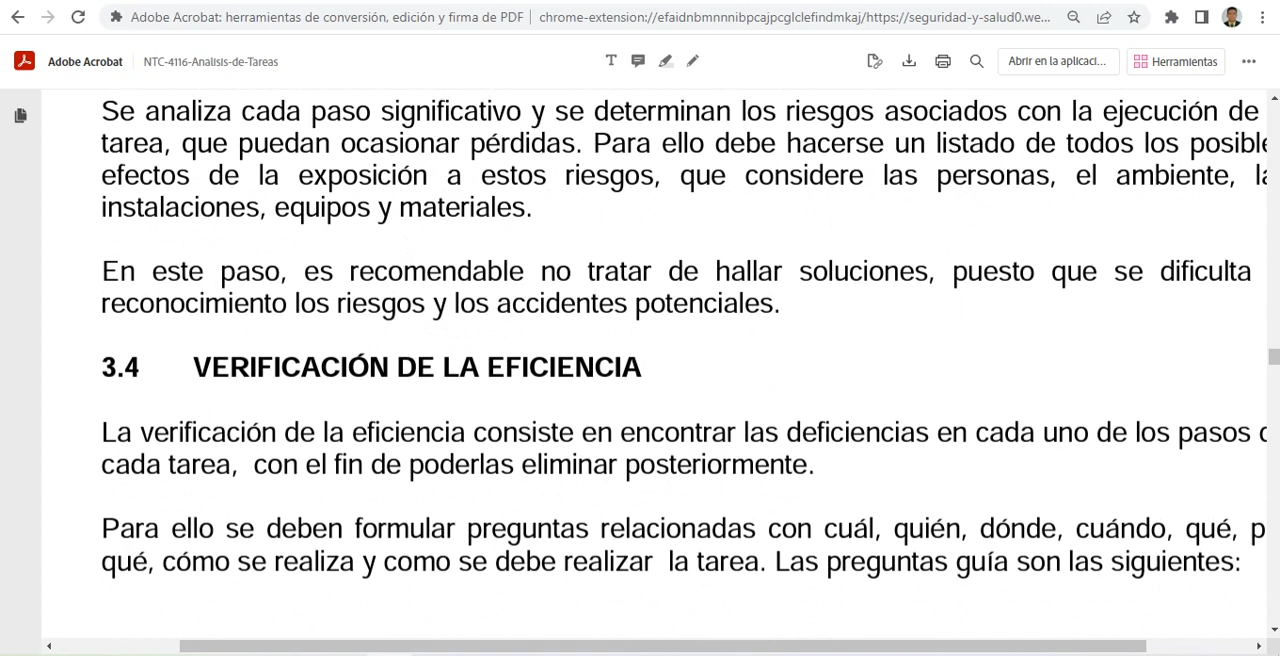 Adobe Acrobat: herramientas de conversión, edición y firma de PDF | chrome-extension://efaidnbmnnnibpcajpcglclefindmkaj/https://seguridad-y-salud0.we...
Adobe Acrobat NTC-4116-Analisis-de-Tareas T Abrir en la aplicaci... Herramientas
Se analiza cada paso significativo y se determinan los riesgos asociados con la ejecución de
tarea, que puedan ocasionar pérdidas. Para ello debe hacerse un listado de todos los posible
efectos de la exposición a estos riesgos, que considere las personas, el ambiente, la
instalaciones, equipos y materiales.
En este paso, es recomendable no tratar de hallar soluciones, puesto que se dificulta
reconocimiento los riesgos y los accidentes potenciales.
3.4 VERIFICACIÓN DE LA EFICIENCIA
La verificación de la eficiencia consiste en encontrar las deficiencias en cada uno de los pasos d
cada tarea, con el fin de poderlas eliminar posteriormente.
Para ello se deben formular preguntas relacionadas con cuál, quién, dónde, cuándo, qué, p
qué, cómo se realiza y como se debe realizar la tarea. Las preguntas guía son las siguientes: